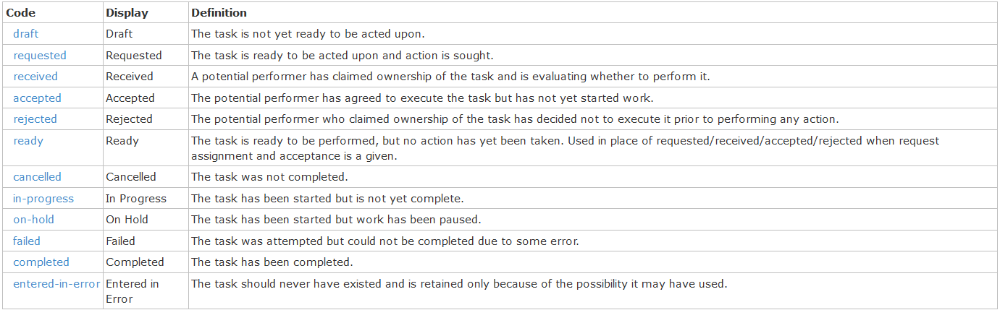 Code Display Definition
draft Draft The task is not yet ready to be acted upon.
requested Requested The task is ready to be acted upon and action is sought.
received Received A potential performer has claimed ownership of the task and is evaluating whether to perform it.
accepted Accepted The potential performer has agreed to execute the task but has not yet started work.
rejected Rejected The potential performer who claimed ownership of the task has decided not to execute it prior to performing any action.
ready Ready The task is ready to be performed, but no action has yet been taken. Used in place of requested/received/accepted/rejected when request
assignment and acceptance is a given.
cancelled Cancelled The task was not completed.
in-progress In Progress The task has been started but is not yet complete.
on-hold On Hold The task has been started but work has been paused.
failed Failed The task was attempted but could not be completed due to some error.
completed Completed The task has been completed.
entered-in-error Entered in The task should never have existed and is retained only because of the possibility it may have used.
Error